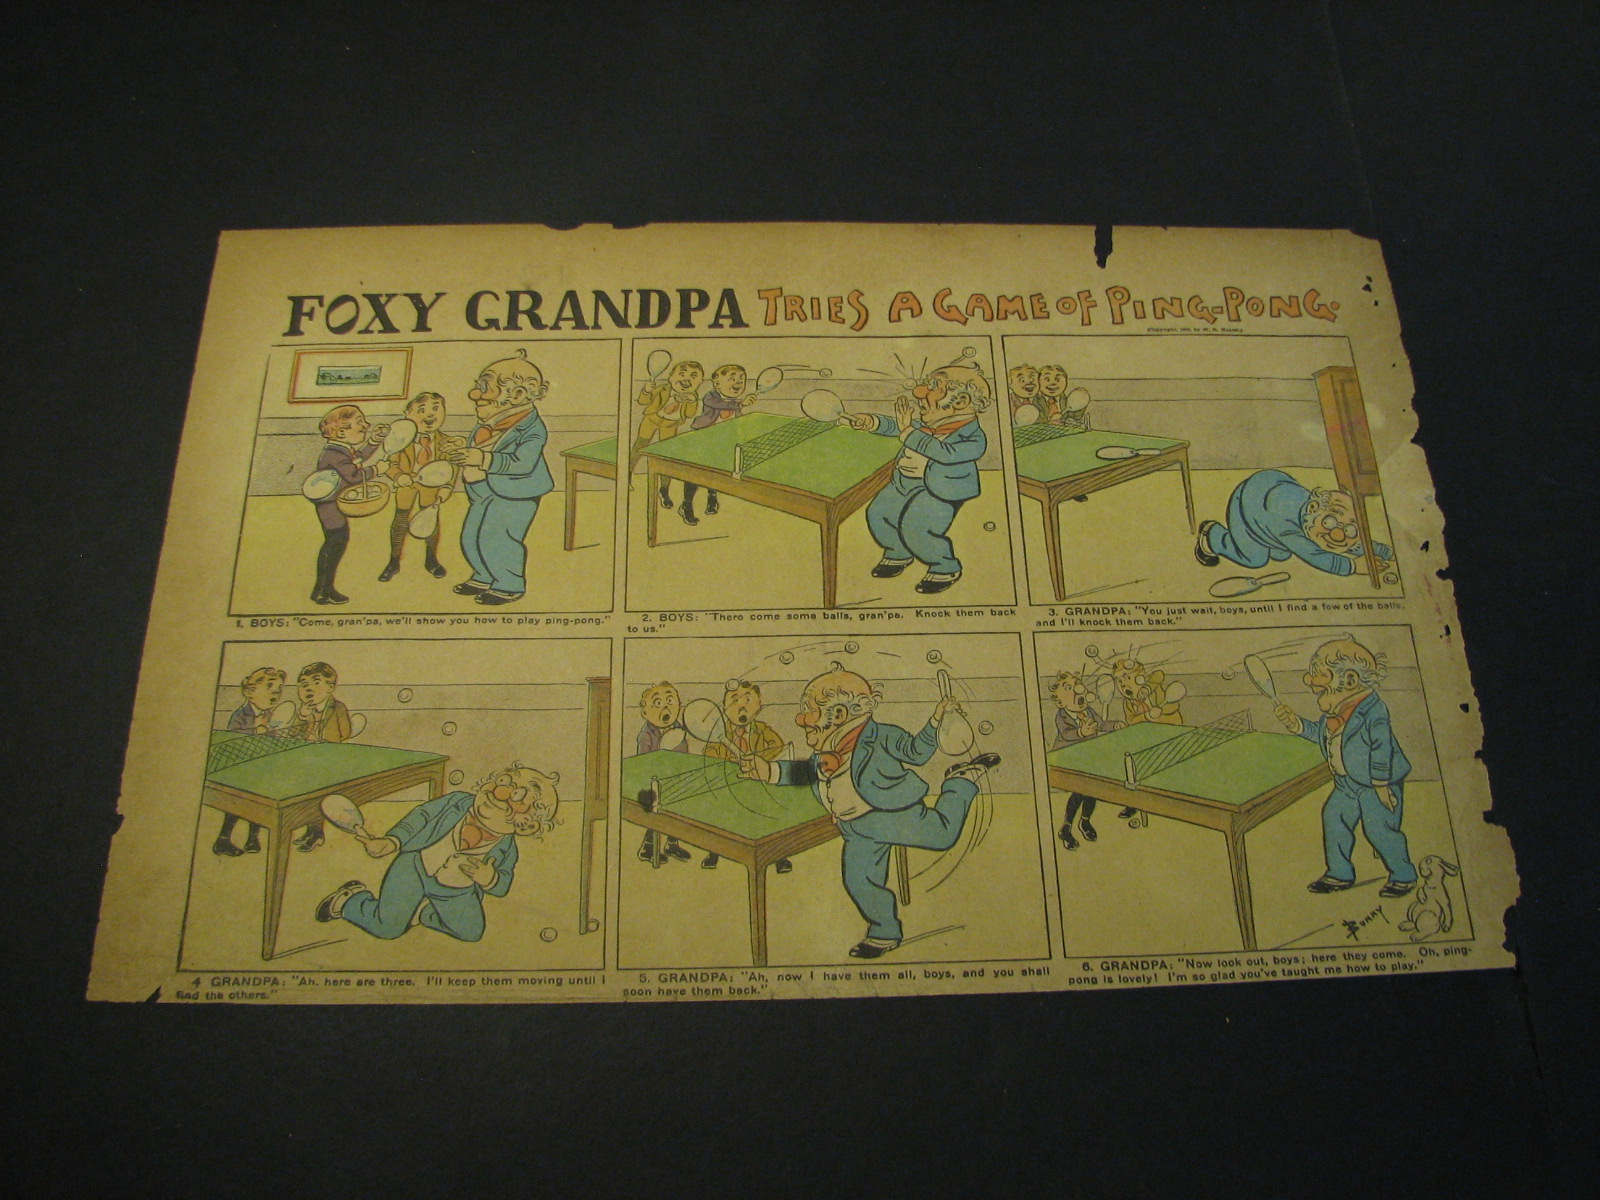 FOXY GRANDPA TRIES A GAME OF PING-PONG.
1. BOYS: "Come, gran'pa, we'll show you how to play ping-pong."
2. BOYS: "There come some balls, gran'pa. Knock them back
to us."
3. GRANDPA: "You just wait, boys, until I find a few of the balls,
and I'll knock them back."
4 GRANDPA: "Ah, here are three. I'll keep them moving until I
find the others."
5. GRANDPA: "Ah, now I have them all, boys, and you shall
soon have them back."
BUNNY
6. GRANDPA: "Now look out, boys; here they come. Oh, ping-
pong is lovely! I'm so glad you've taught me how to play."